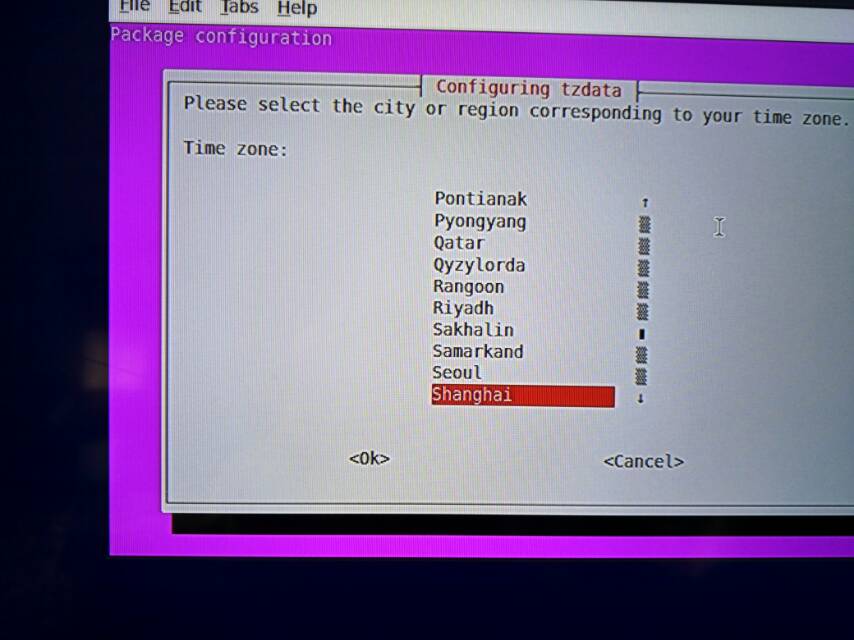 File Edit Tabs Help
Package configuration
Configuring tzdata
Please select the city or region corresponding to your time zone.
Time zone:
Pontianak
Pyongyang
Qatar
Qyzylorda
Rangoon
Riyadh
Sakhalin
Samarkand
Seoul
Shanghai
<Ok> <Cancel>